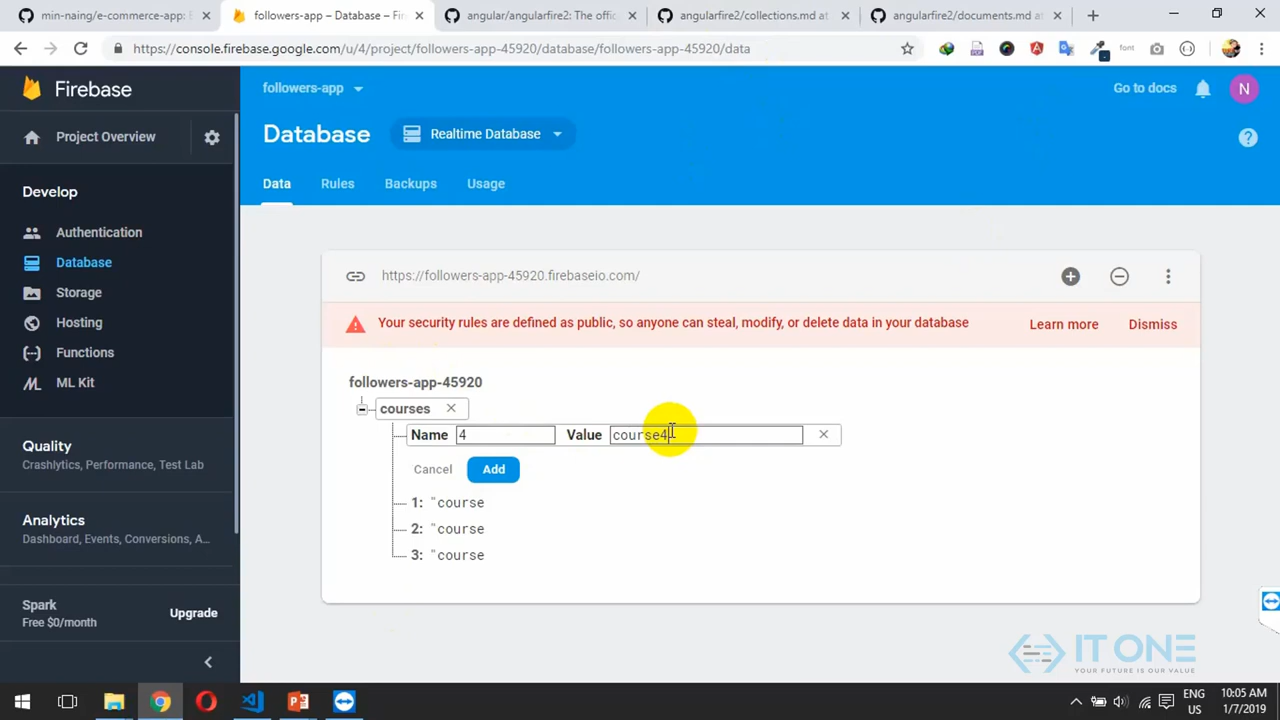 min-naing/e-commerce-app: E
followers-app – Database – Fir
angular/angularfire2: The offic
angularfire2/collections.md at
angularfire2/documents.md at
https://console.firebase.google.com/u/4/project/followers-app-45920/database/followers-app-45920/data
font
Firebase
followers-app
Go to docs
N
Project Overview
Database
Realtime Database
Data
Rules
Backups
Usage
Develop
Authentication
Database
Storage
Hosting
Functions
ML Kit
https://followers-app-45920.firebaseio.com/
Your security rules are defined as public, so anyone can steal, modify, or delete data in your database
Learn more
Dismiss
followers-app-45920
courses
Name 4 Value course4
Cancel
Add
1: "course
2: "course
3: "course
Quality
Crashlytics, Performance, Test Lab
Analytics
Dashboard, Events, Conversions, A...
Spark
Free $0/month
Upgrade
IT ONE
YOUR FUTURE IS OUR VALUE
ENG
US
10:05 AM
1/7/2019